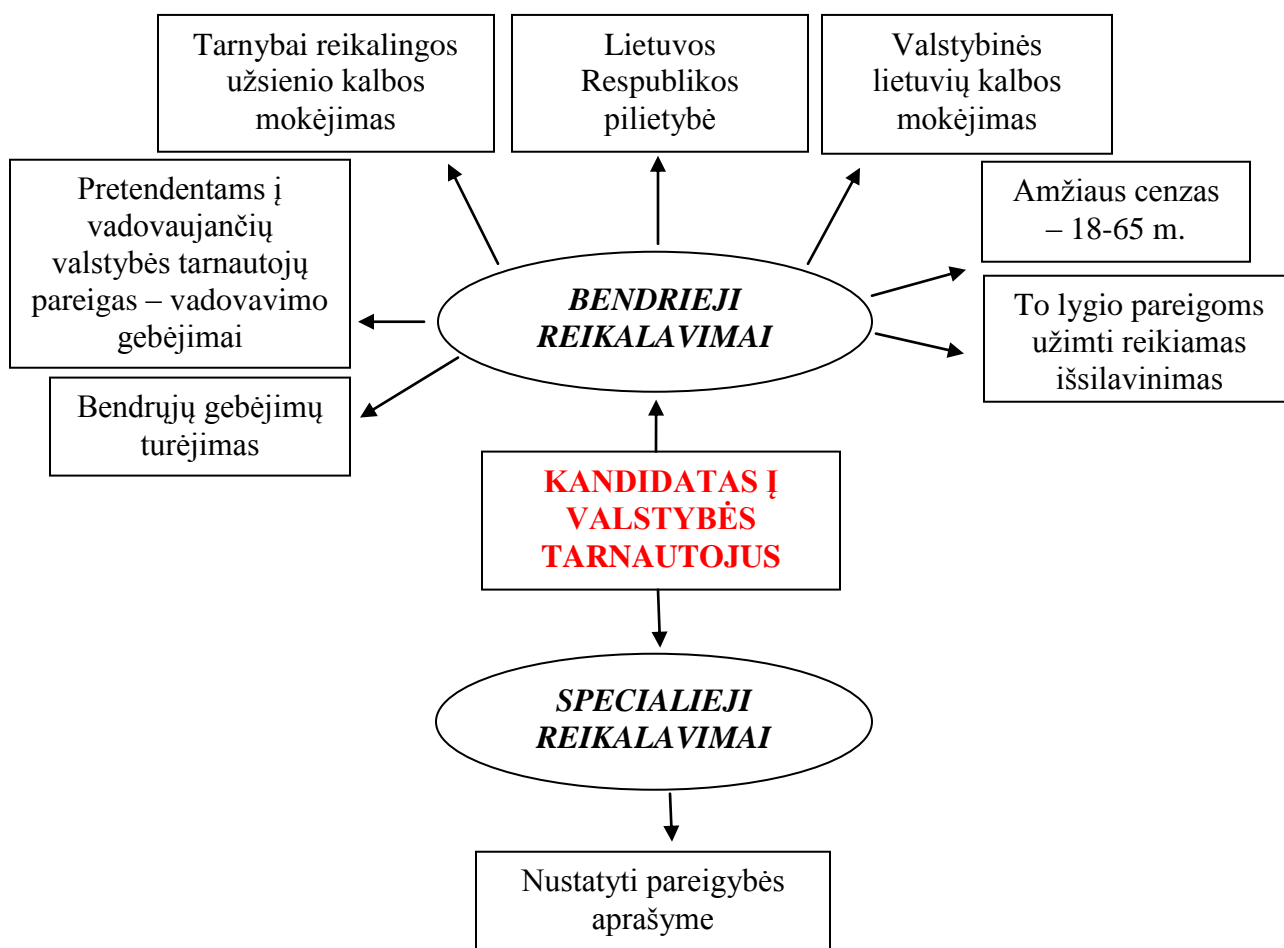 Tarnybai reikalingos
užsienio kalbos
mokėjimas
Lietuvos
Respublikos
pilietybė
Valstybinės
lietuvių kalbos
mokėjimas
Pretendentams į
vadovaujančių
valstybės tarnautojų
pareigas – vadovavimo
gebėjimai
Amžiaus cenzas
– 18-65 m.
BENDRIEJI
REIKALAVIMAI
To lygio pareigoms
užimti reikiamas
išsilavinimas
Bendrųjų gebėjimų
turėjimas
KANDIDATAS Į
VALSTYBĖS
TARNAUTOJUS
SPECIALIEJI
REIKALAVIMAI
Nustatyti pareigybės
aprašyme